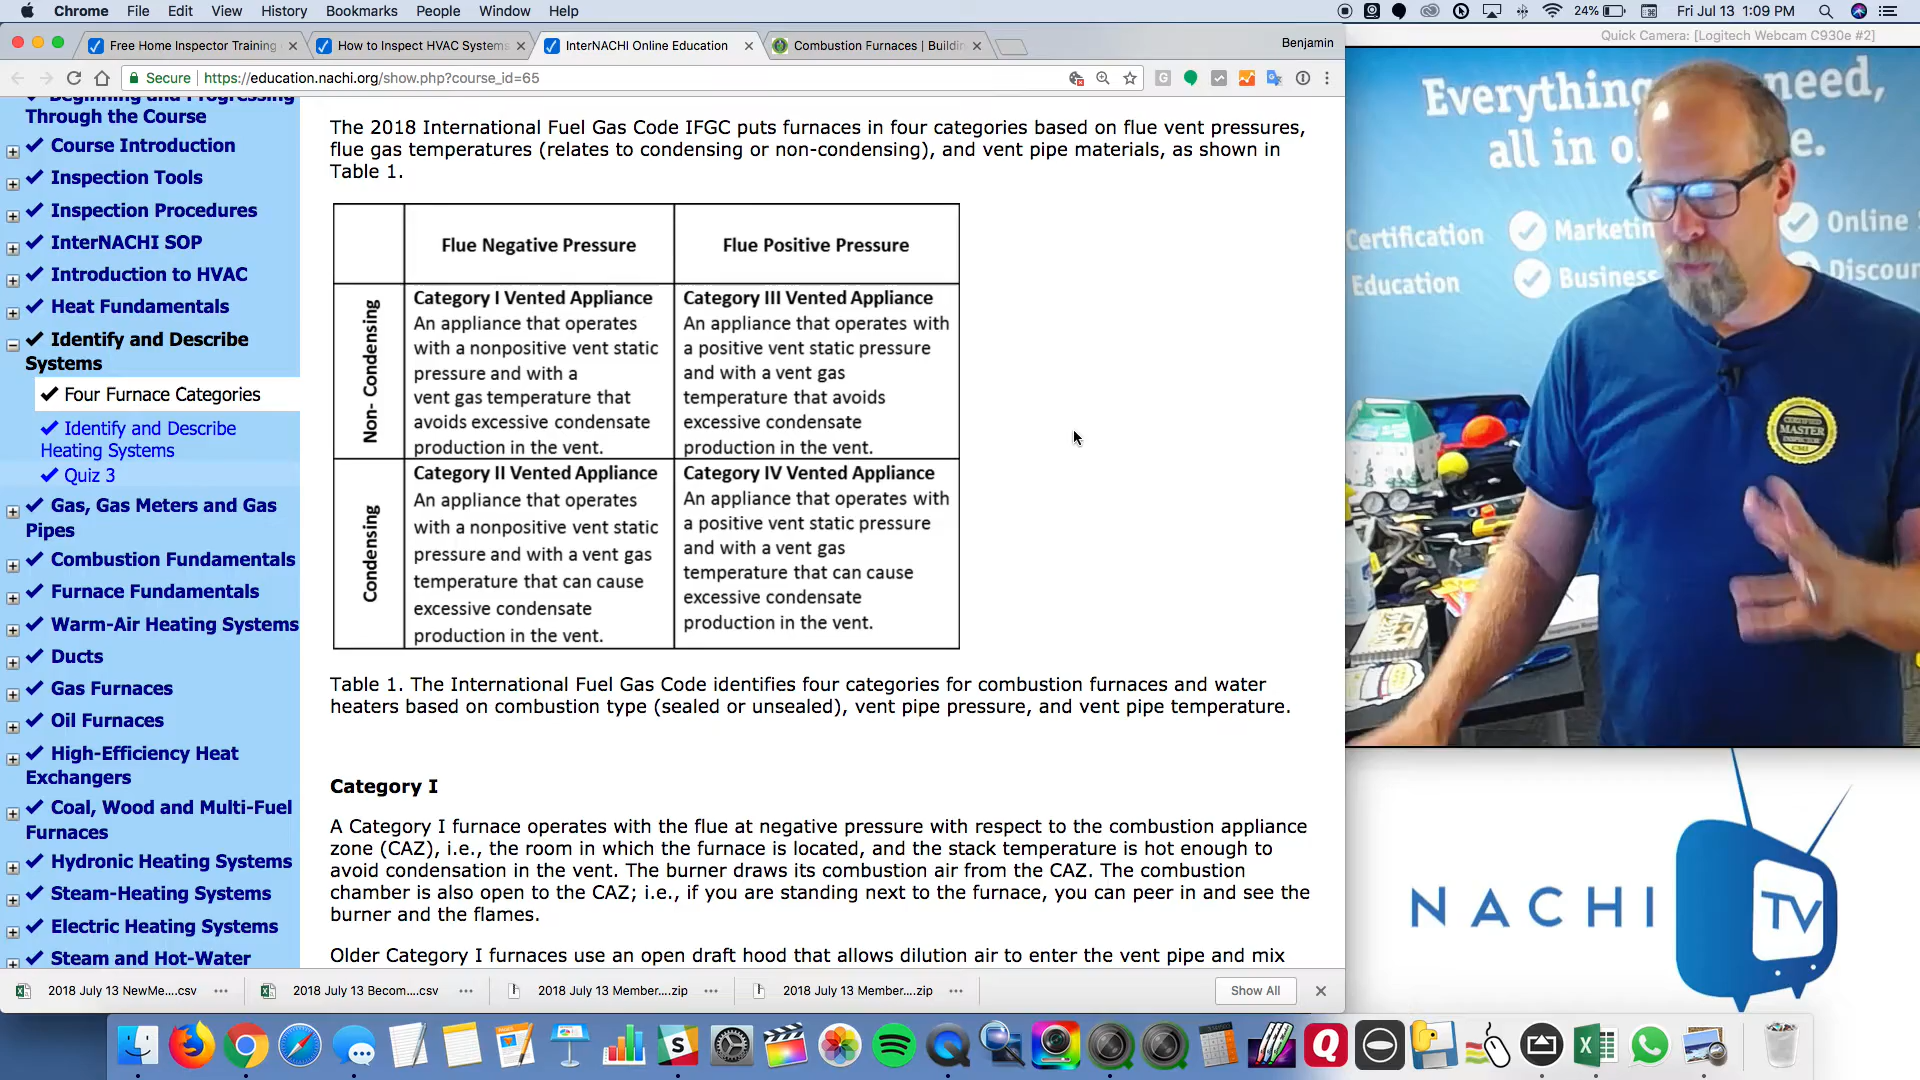 Chrome File Edit View History Bookmarks People Window Help
24% Fri Jul 13 1:09 PM
Quick Camera: [Logitech Webcam C930e #2]
Free Home Inspector Training
How to Inspect HVAC Systems
InterNACHI Online Education
Combustion Furnaces | Buildin
Benjamin
Secure https://education.nachi.org/show.php?course_id=65
Beginning and Progressing
Through the Course
Course Introduction
Inspection Tools
Inspection Procedures
InterNACHI SOP
Introduction to HVAC
Heat Fundamentals
Identify and Describe
Systems
Four Furnace Categories
Identify and Describe
Heating Systems
Quiz 3
Gas, Gas Meters and Gas
Pipes
Combustion Fundamentals
Furnace Fundamentals
Warm-Air Heating Systems
Ducts
Gas Furnaces
Oil Furnaces
High-Efficiency Heat
Exchangers
Coal, Wood and Multi-Fuel
Furnaces
Hydronic Heating Systems
Steam-Heating Systems
Electric Heating Systems
Steam and Hot-Water
The 2018 International Fuel Gas Code IFGC puts furnaces in four categories based on flue vent pressures,
flue gas temperatures (relates to condensing or non-condensing), and vent pipe materials, as shown in
Table 1.
Flue Negative Pressure
Flue Positive Pressure
Non- Condensing
Category I Vented Appliance
An appliance that operates
with a nonpositive vent static
pressure and with a
vent gas temperature that
avoids excessive condensate
production in the vent.
Category III Vented Appliance
An appliance that operates with
a positive vent static pressure
and with a vent gas
temperature that avoids
excessive condensate
production in the vent.
Condensing
Category II Vented Appliance
An appliance that operates
with a nonpositive vent static
pressure and with a vent gas
temperature that can cause
excessive condensate
production in the vent.
Category IV Vented Appliance
An appliance that operates with
a positive vent static pressure
and with a vent gas
temperature that can cause
excessive condensate
production in the vent.
Table 1. The International Fuel Gas Code identifies four categories for combustion furnaces and water
heaters based on combustion type (sealed or unsealed), vent pipe pressure, and vent pipe temperature.
Category I
A Category I furnace operates with the flue at negative pressure with respect to the combustion appliance
zone (CAZ), i.e., the room in which the furnace is located, and the stack temperature is hot enough to
avoid condensation in the vent. The burner draws its combustion air from the CAZ. The combustion
chamber is also open to the CAZ; i.e., if you are standing next to the furnace, you can peer in and see the
burner and the flames.
Older Category I furnaces use an open draft hood that allows dilution air to enter the vent pipe and mix
2018 July 13 NewMe....csv
2018 July 13 Becom....csv
2018 July 13 Member....zip
2018 July 13 Member....zip
Show All
Everything need,
all in o e.
Certification
Marketin
Online S
Education
Business
Discou
CERTIFIED
MASTER
INSPECTOR
NACHI
TV